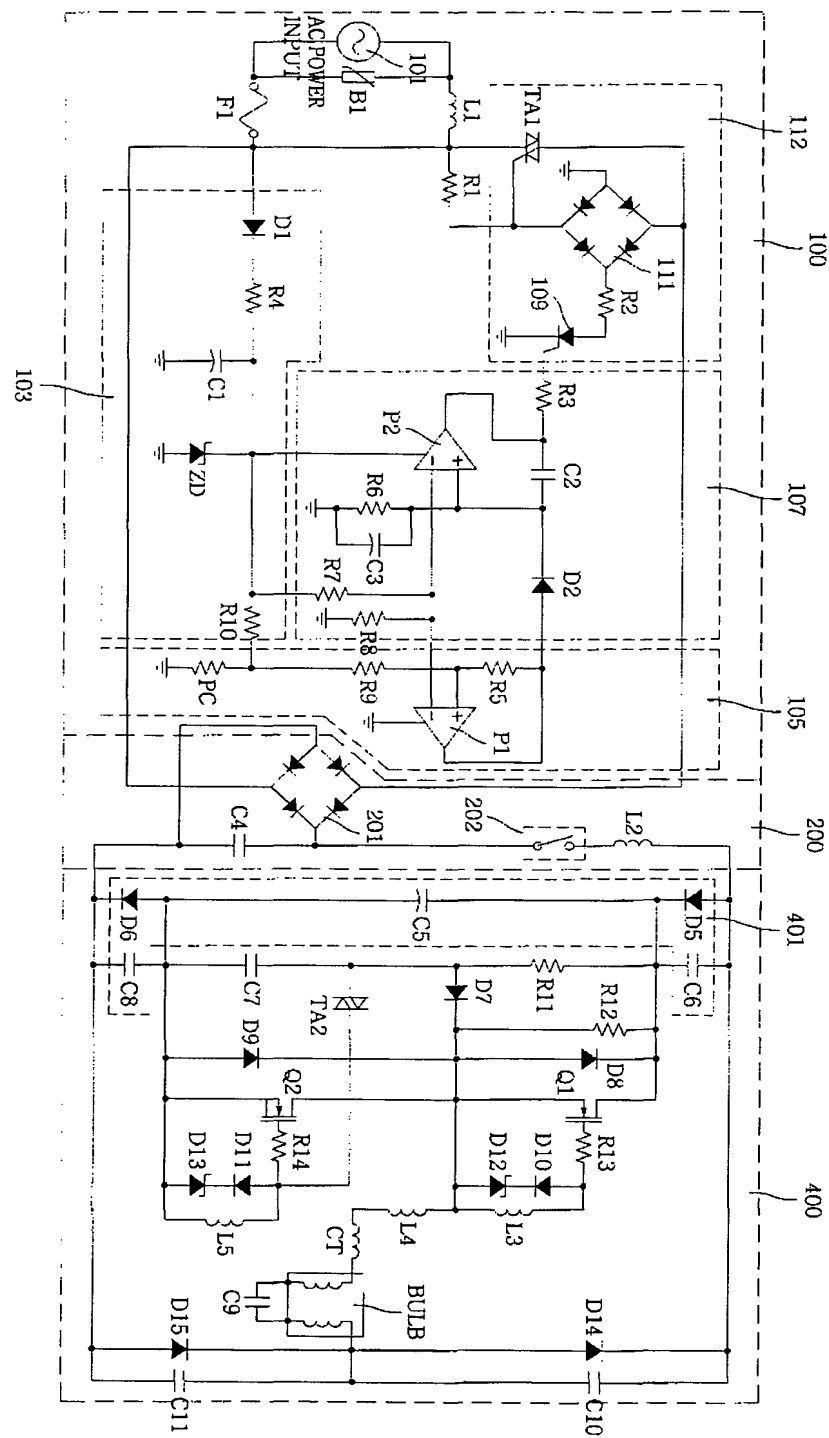 AC POWER
INPUT
101
B1
F1
L1
TA1
112
R1
100
111
R2
109
D1
R4
C1
103
ZD
R3
C2
P2
R6
C3
107
D2
R7
R8
R10
PC
R9
R5
P1
105
201
C4
202
L2
200
D6
C8
C5
D5
401
C6
C7
TA2
D7
R11
R12
D9
D8
Q2
R14
Q1
R13
D13
D11
D12
D10
L5
L3
400
L4
CT
C9
BULB
D15
C11
D14
C10